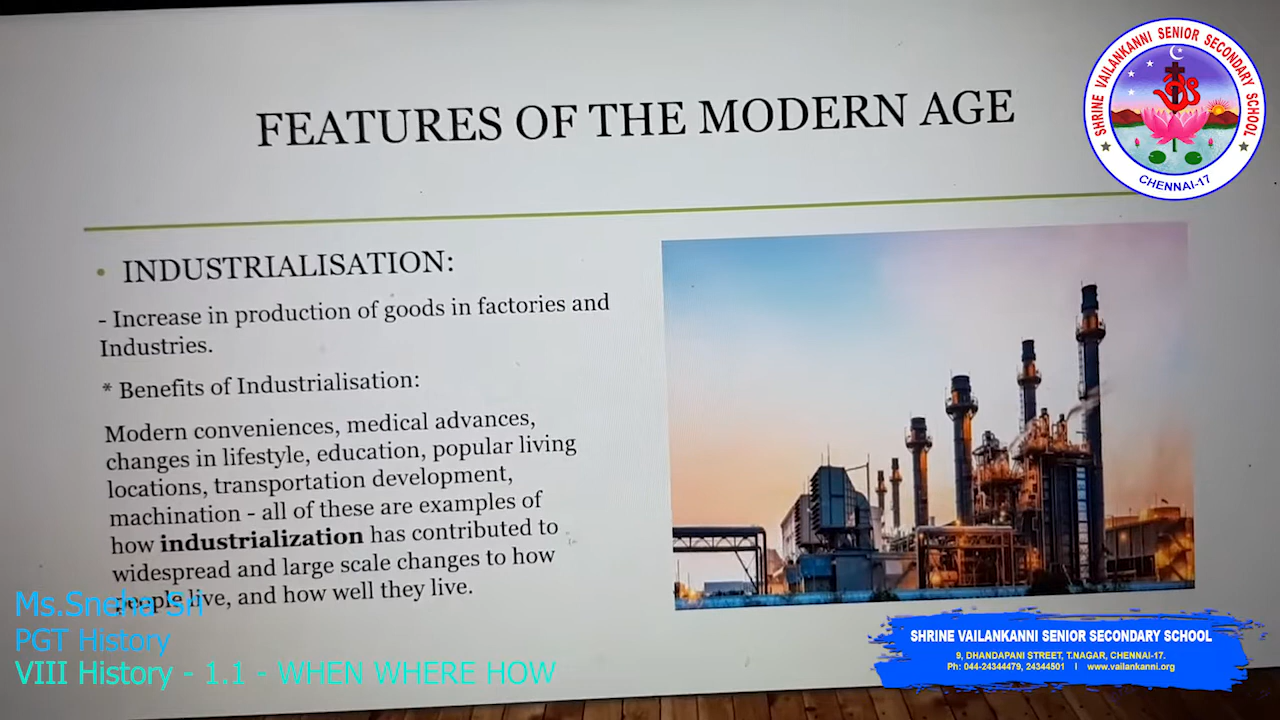 FEATURES OF THE MODERN AGE
• INDUSTRIALISATION:
- Increase in production of goods in factories and
Industries.
* Benefits of Industrialisation:
Modern conveniences, medical advances,
changes in lifestyle, education, popular living
locations, transportation development,
machination - all of these are examples of
how industrialization has contributed to
widespread and large scale changes to how
people live, and how well they live.
Ms.Sneha Sri
PGT History
VIII History - 1.1 - WHEN WHERE HOW
SHRINE VAILANKANNI SENIOR SECONDARY SCHOOL
CHENNAI-17
SHRINE VAILANKANNI SENIOR SECONDARY SCHOOL
9, DHANDAPANI STREET, T.NAGAR, CHENNAI-17.
Ph: 044-24344479, 24344501 I www.vailankanni.org